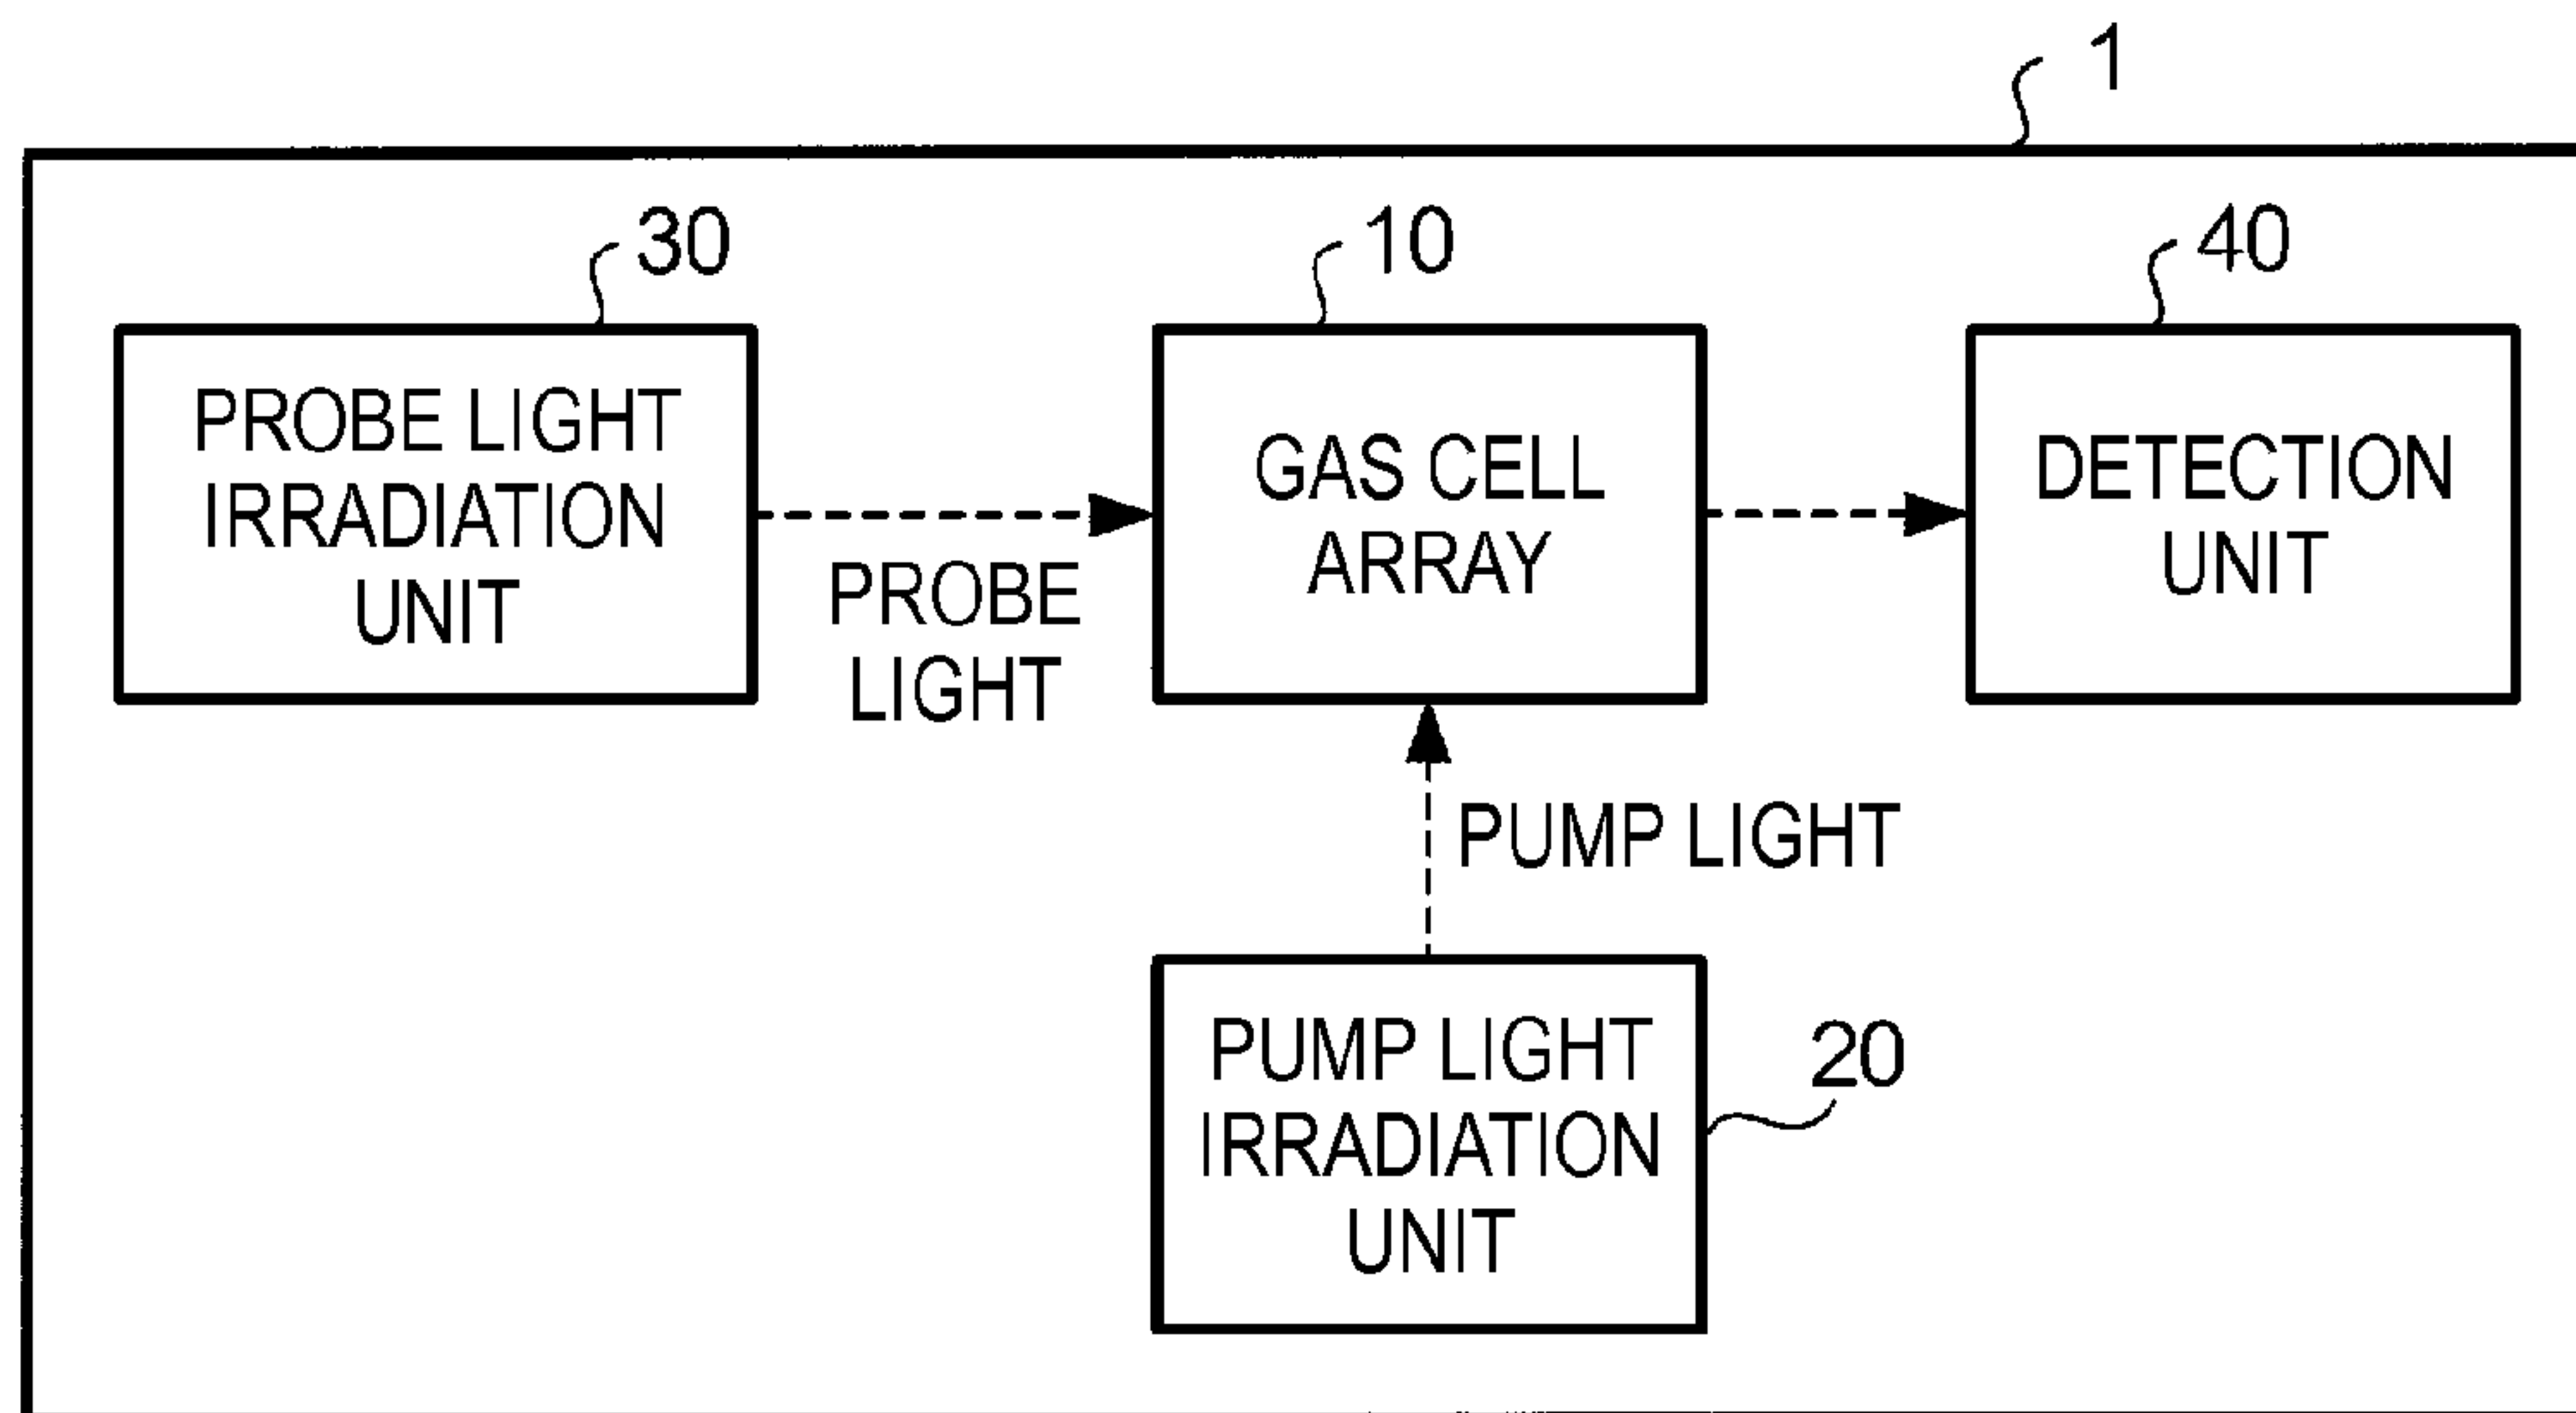 1
30
10
40
PROBE LIGHT
IRRADIATION
UNIT
PROBE
LIGHT
GAS CELL
ARRAY
DETECTION
UNIT
PUMP LIGHT
PUMP LIGHT
IRRADIATION
UNIT
20